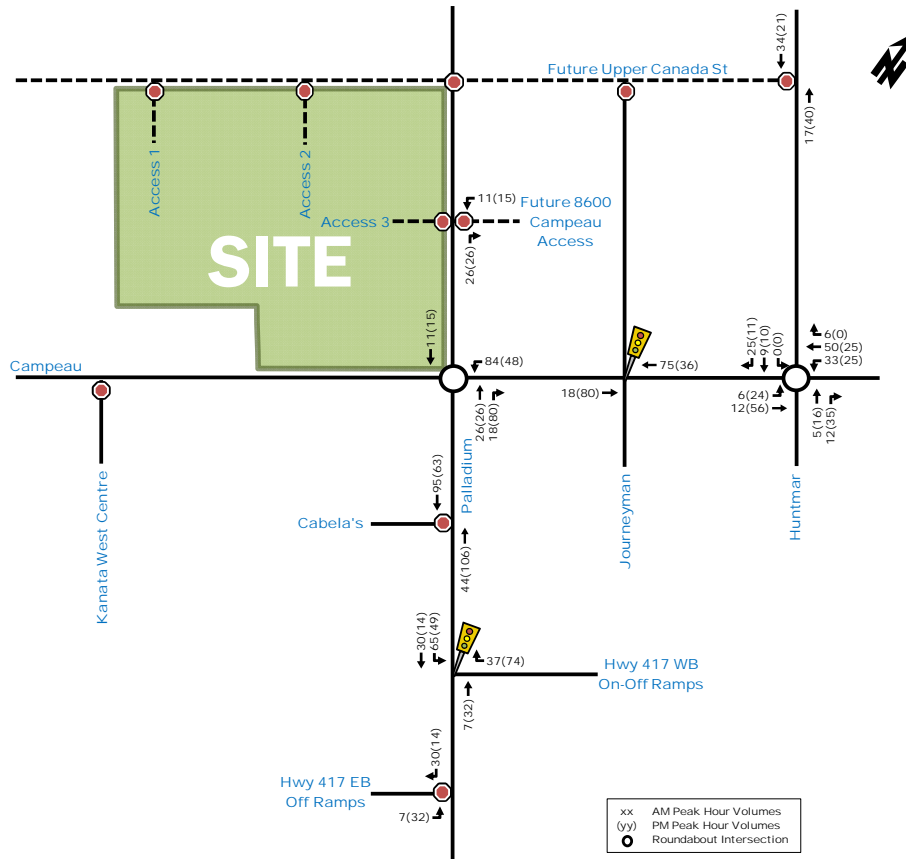 34(21)
Future Upper Canada St
17(40)
Access 1
Access 2
Access 3
11(15)
Future 8600
Campeau
Access
26(26)
SITE
11(15)
25(11)
9(10)
0(0)
6(0)
50(25)
33(25)
Campeau
84(48)
75(36)
26(26)
18(80)
18(80)
6(24)
12(56)
5(16)
12(35)
Kanata West Centre
Palladium
Journeyman
Huntmar
95(63)
Cabela's
44(106)
30(14)
65(49)
37(74)
Hwy 417 WB
On-Off Ramps
7(32)
30(14)
Hwy 417 EB
Off Ramps
7(32)
xx AM Peak Hour Volumes
(yy) PM Peak Hour Volumes
Roundabout Intersection